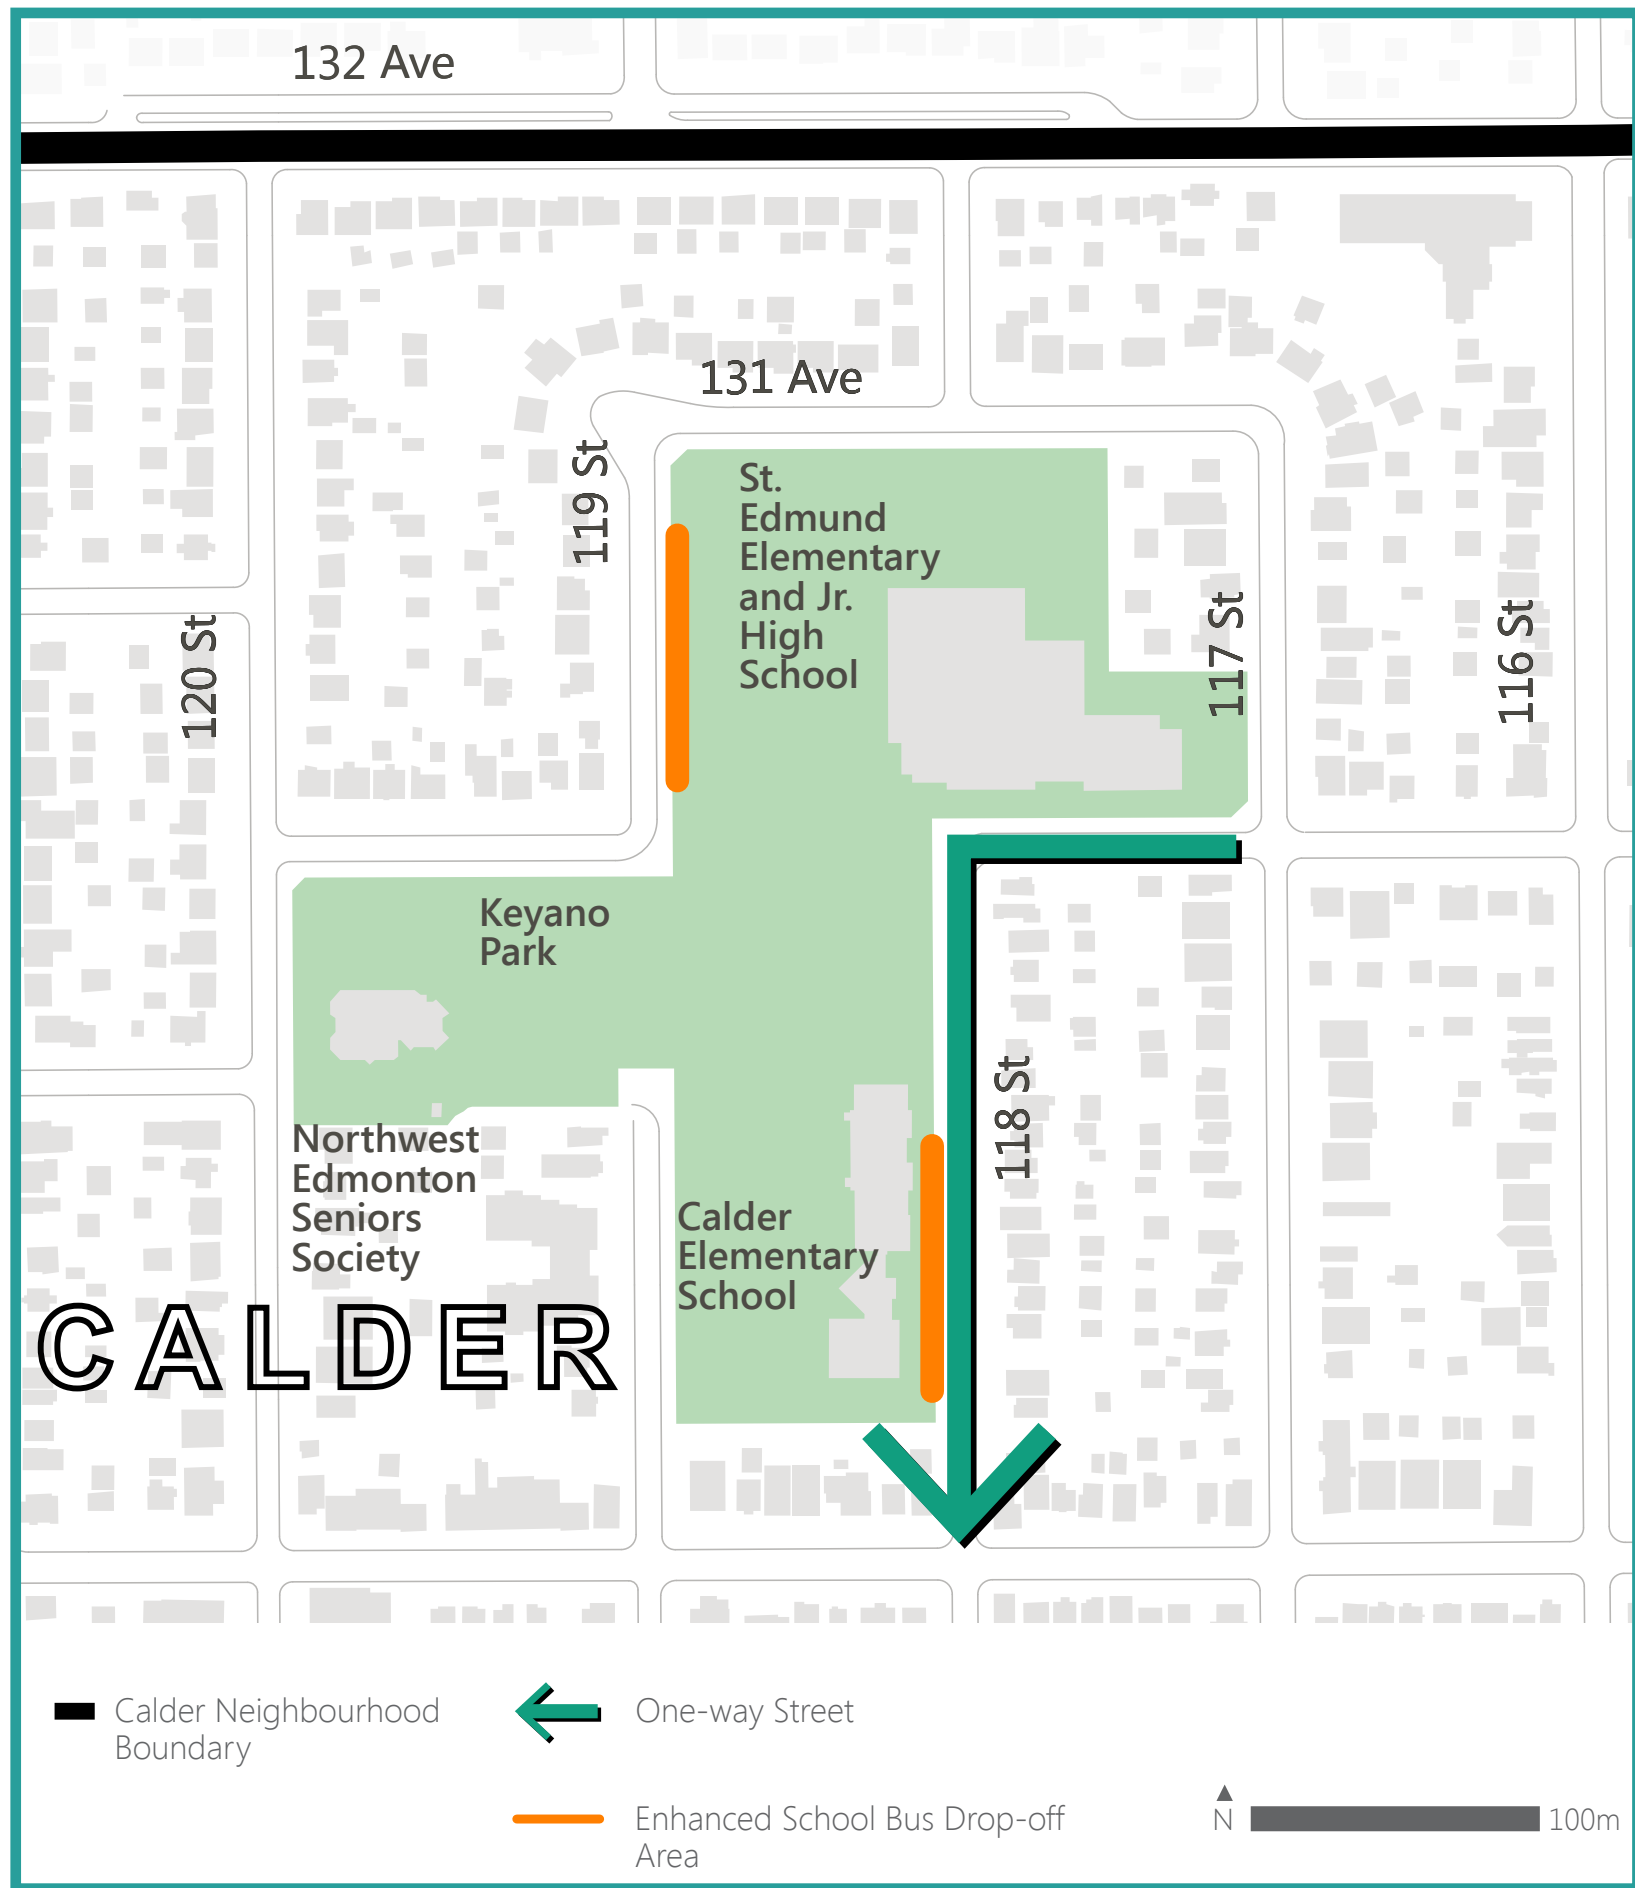 132 Ave
131 Ave
119 St
St.
Edmund
Elementary
and Jr.
High
School
120 St
117 St
116 St
Keyano
Park
118 St
Northwest
Edmonton
Seniors
Society
Calder
Elementary
School
CALDER
Calder Neighbourhood
Boundary
One-way Street
Enhanced School Bus Drop-off
Area
N
100m